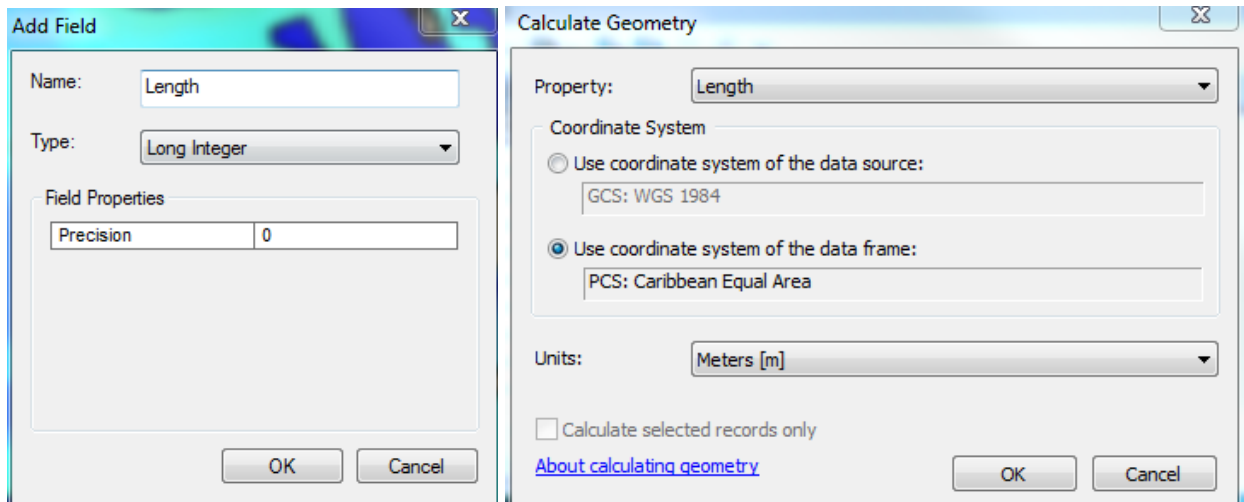 Add Field
Name:
Length
Type:
Long Integer
Field Properties
Precision 0
OK Cancel
Calculate Geometry
Property:
Length
Coordinate System
Use coordinate system of the data source:
GCS: WGS 1984
Use coordinate system of the data frame:
PCS: Caribbean Equal Area
Units:
Meters [m]
Calculate selected records only
About calculating geometry
OK Cancel